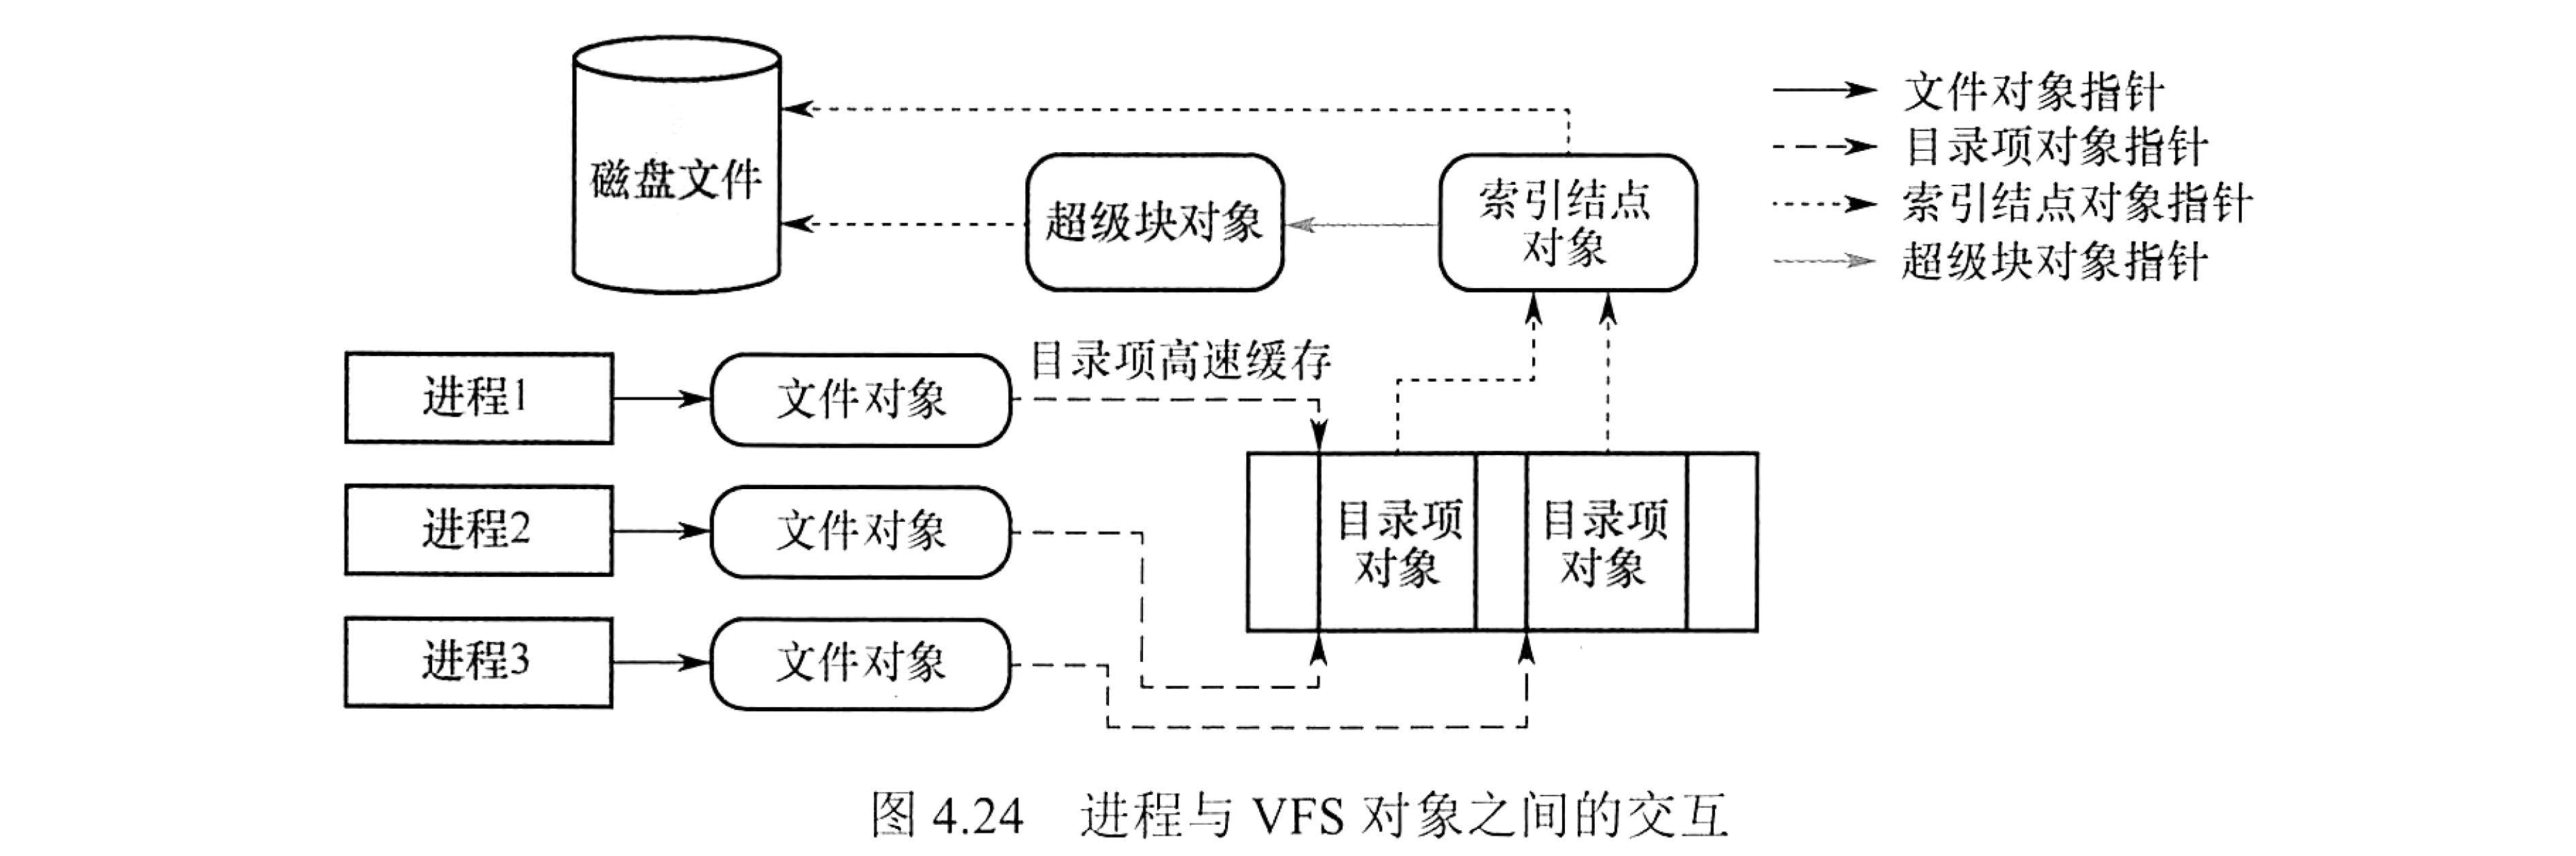 文件对象指针
目录项对象指针
索引结点对象指针
超级块对象指针
磁盘文件
超级块对象
索引结点
对象
目录项高速缓存
进程1
文件对象
进程2
文件对象
进程3
文件对象
目录项
对象
目录项
对象
图 4.24 进程与 VFS 对象之间的交互